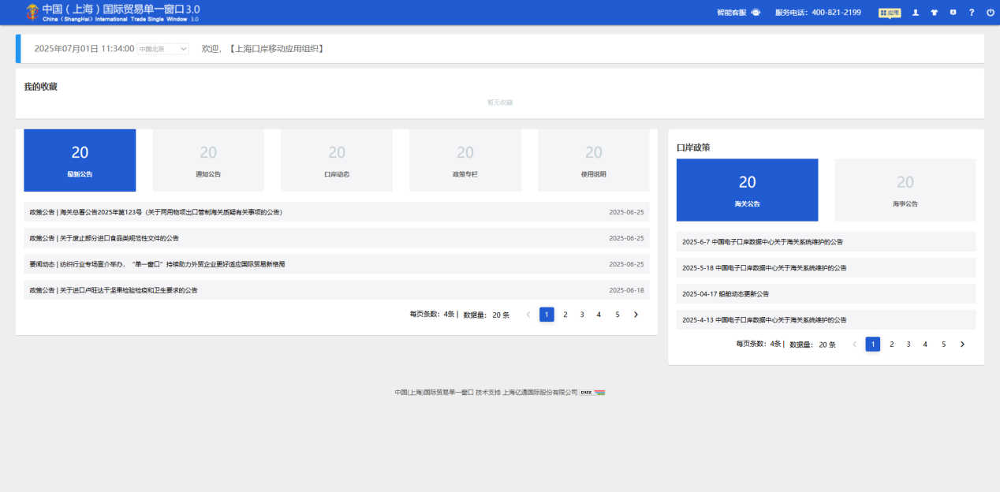 中国（上海）国际贸易单一窗口3.0
China（ShangHai）International Trade Single Window 3.0
智能客服
服务电话：400-821-2199
应用
?
2025年07月01日 11:34:00 中国北京
欢迎，【上海口岸移动应用组织】
我的收藏
暂无收藏
20
最新公告
20
通知公告
20
口岸动态
20
政策专栏
20
使用说明
政策公告 | 海关总署公告2025年第123号（关于两用物项出口管制海关质疑有关事项的公告） 2025-06-25
政策公告 | 关于废止部分进口食品类规范性文件的公告 2025-06-25
要闻动态 | 纺织行业专场宣介举办，“单一窗口”持续助力外贸企业更好适应国际贸易新格局 2025-06-25
政策公告 | 关于进口卢旺达干坚果检验检疫和卫生要求的公告 2025-06-18
每页条数：4条 | 数据量： 20 条 1 2 3 4 5
口岸政策
20
海关公告
20
海事公告
2025-6-7 中国电子口岸数据中心关于海关系统维护的公告
2025-5-18 中国电子口岸数据中心关于海关系统维护的公告
2025-04-17 船舶动态更新公告
2025-4-13 中国电子口岸数据中心关于海关系统维护的公告
每页条数：4条 | 数据量： 20 条 1 2 3 4 5
中国(上海)国际贸易单一窗口 技术支持 上海亿通国际股份有限公司 CNZZ